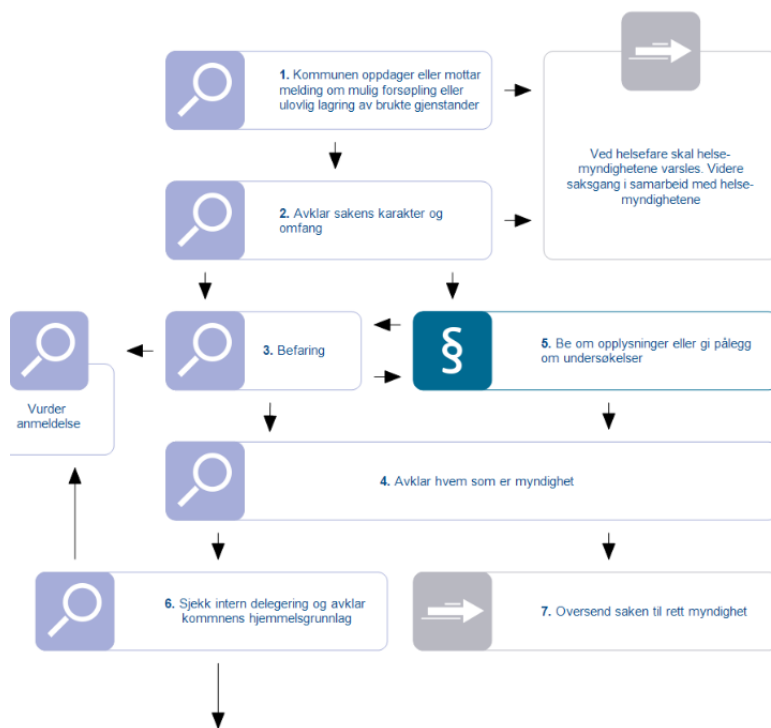 1. Kommunen oppdager eller mottar
melding om mulig forsøpling eller
ulovlig lagring av brukte gjenstander
Ved helsefare skal helse-
myndighetene varsles. Videre
saksgang i samarbeid med helse-
myndighetene
2. Avklar sakens karakter og
omfang
3. Befaring
§
5. Be om opplysninger eller gi pålegg
om undersøkelser
Vurder
anmeldelse
4. Avklar hvem som er myndighet
6. Sjekk intern delegering og avklar
kommnens hjemmelsgrunnlag
7. Oversend saken til rett myndighet